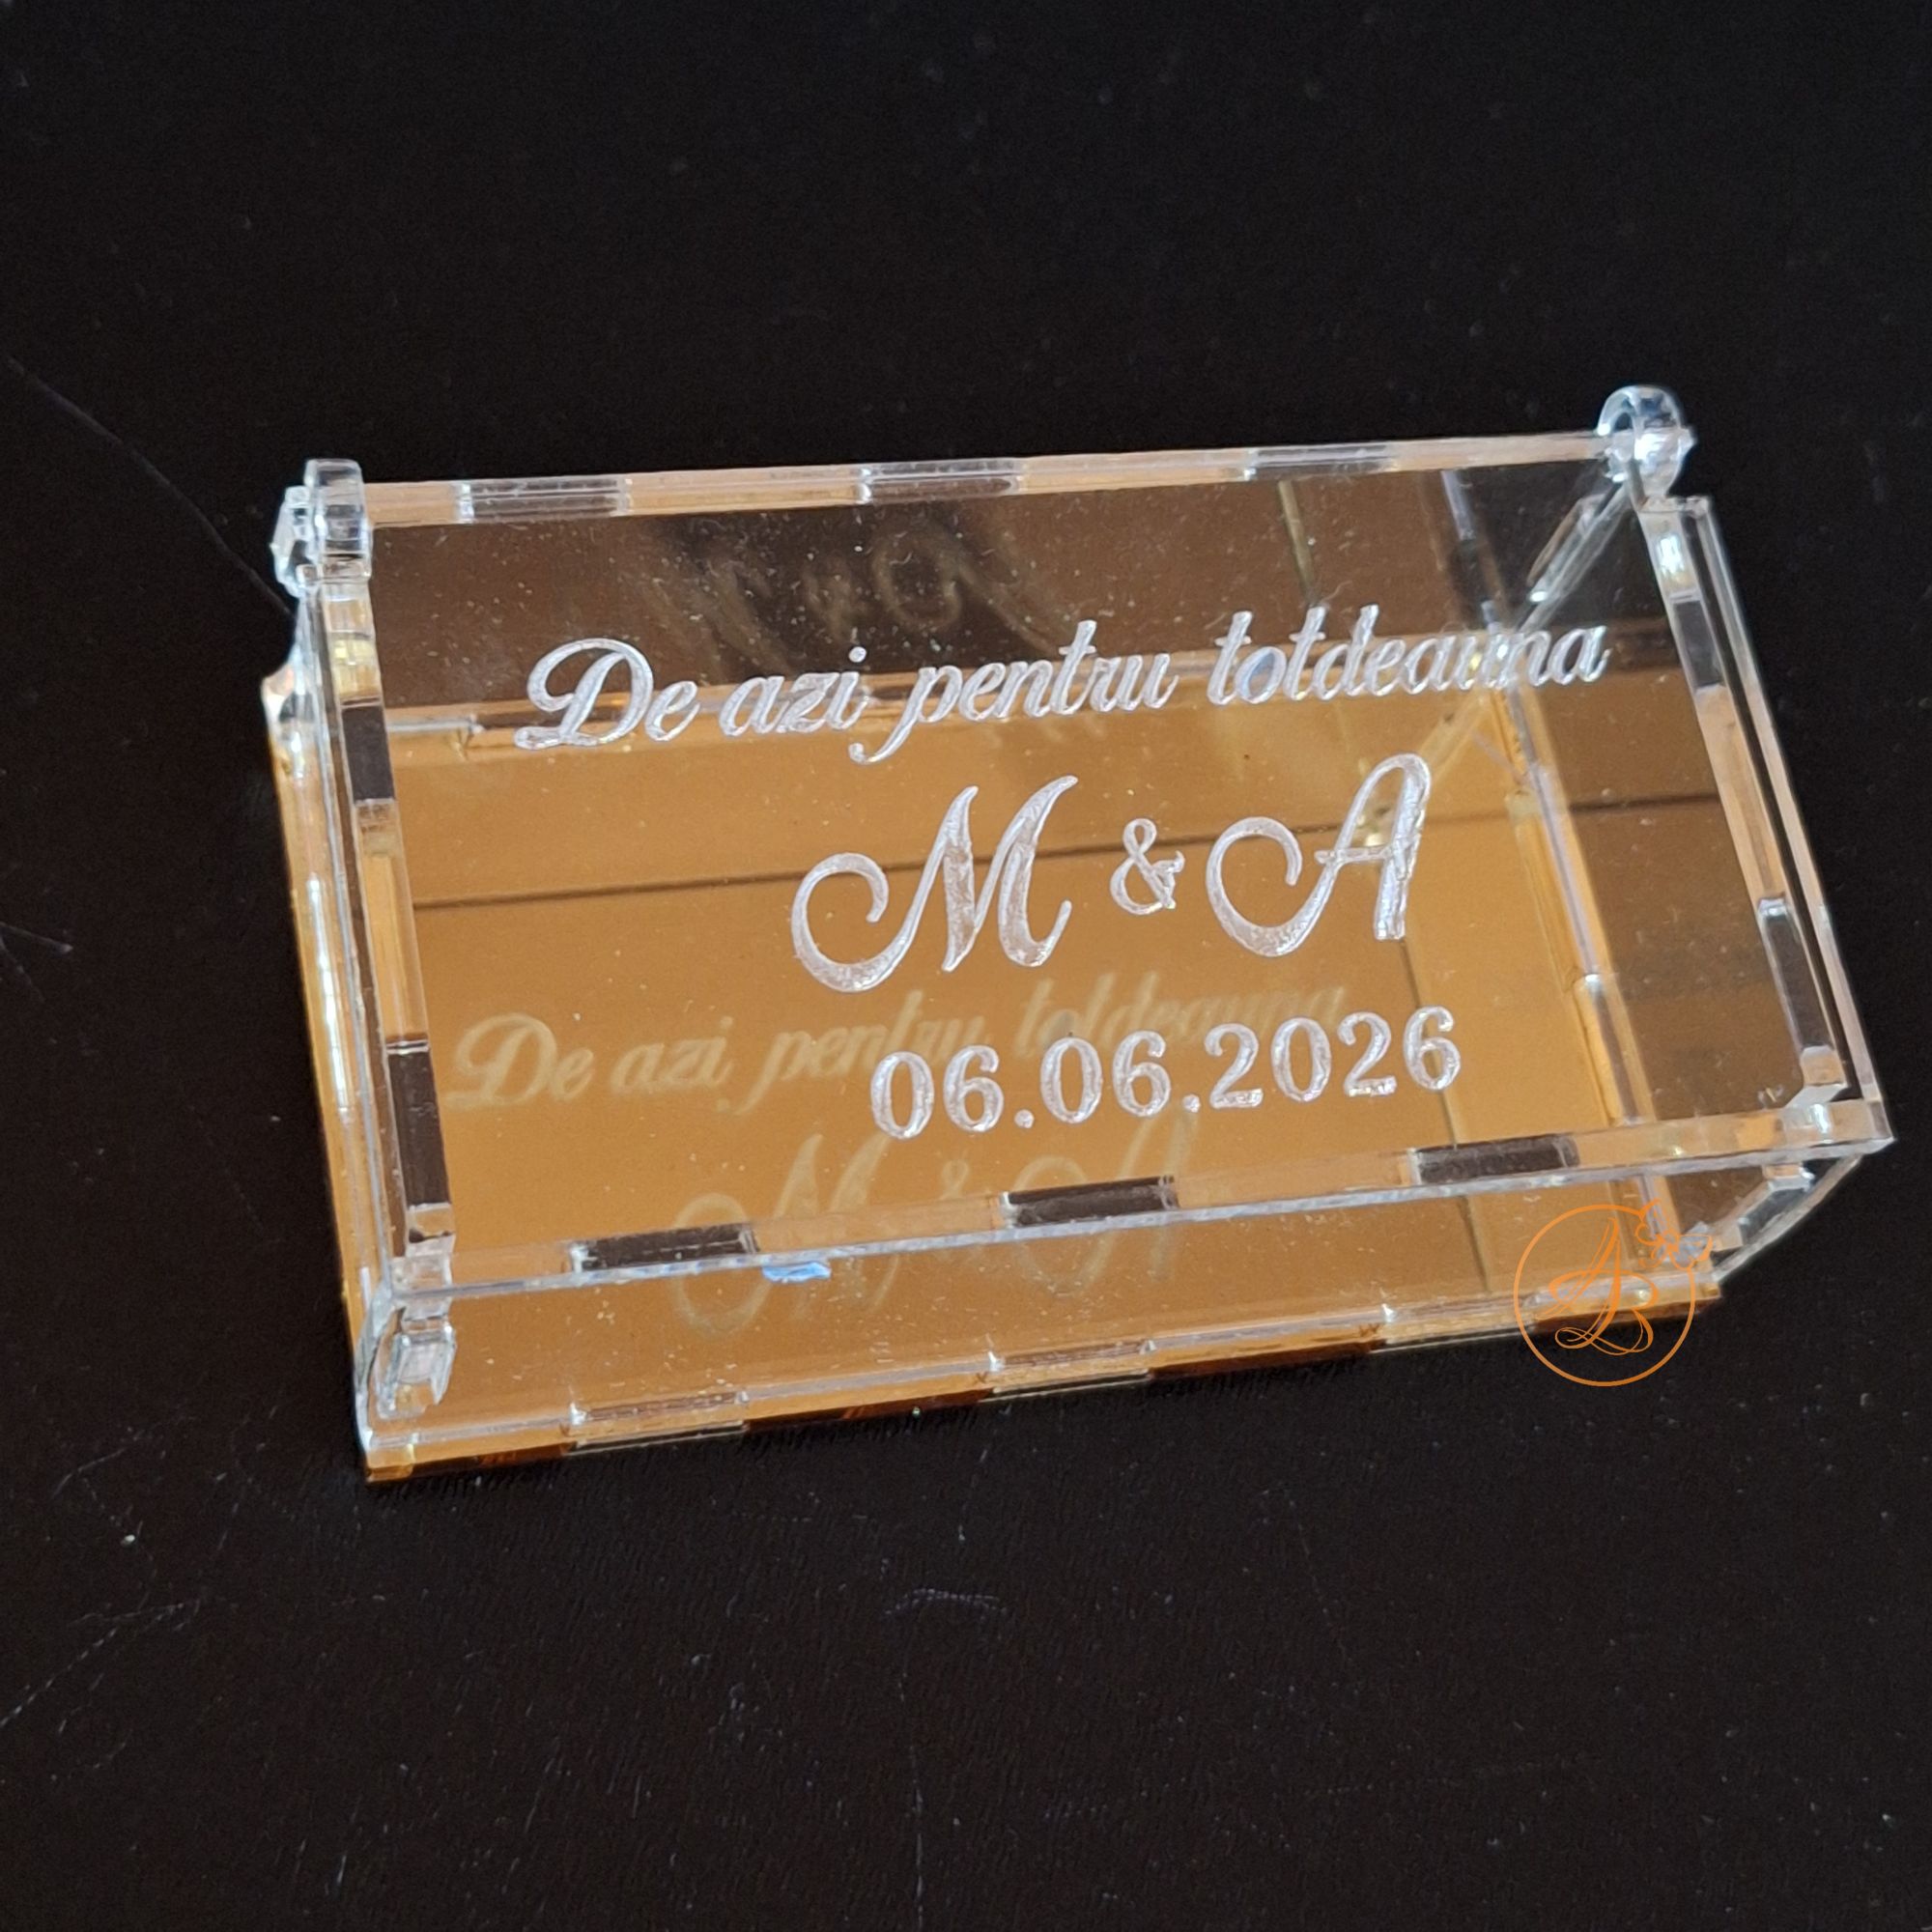 De azi pentru totdeauna
M & A
06.06.2026